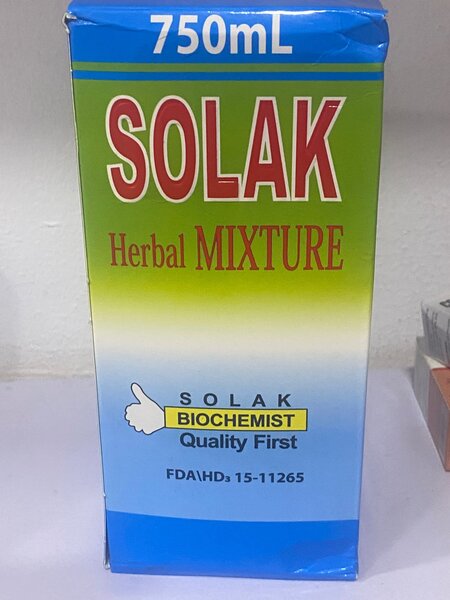 750mL
SOLAK
Herbal MIXTURE
SOLAK
BIOCHEMIST
Quality First
FDA\HD₃ 15-11265